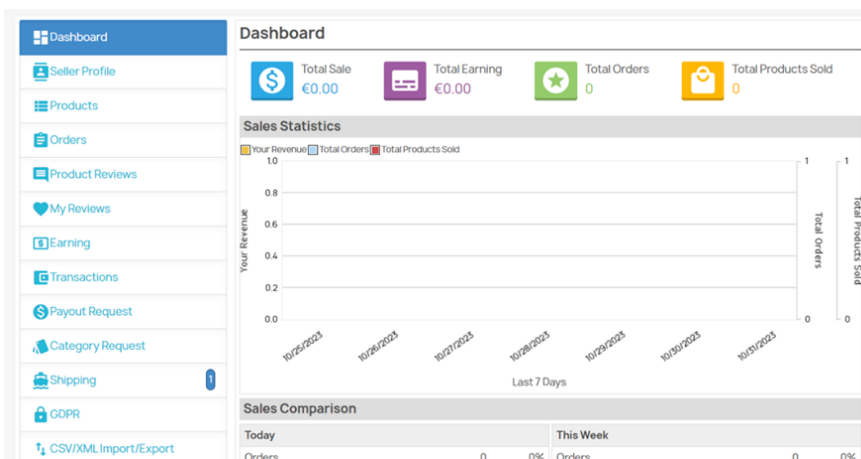 Dashboard
Seller Profile
Products
Orders
Product Reviews
My Reviews
Earning
Transactions
Payout Request
Category Request
Shipping 1
GDPR
CSV/XML Import/Export
Dashboard
Total Sale
€0.00
Total Earning
€0.00
Total Orders
0
Total Products Sold
0
Sales Statistics
Your Revenue Total Orders Total Products Sold
1.0
0.8
0.6
0.4
0.2
0.0
Your Revenue
1
0
Total Orders
1
0
Total Products Sold
10/25/2023 10/26/2023 10/27/2023 10/28/2023 10/29/2023 10/30/2023 10/31/2023
Last 7 Days
Sales Comparison
Today This Week
Orders 0 0% Orders 0 0%